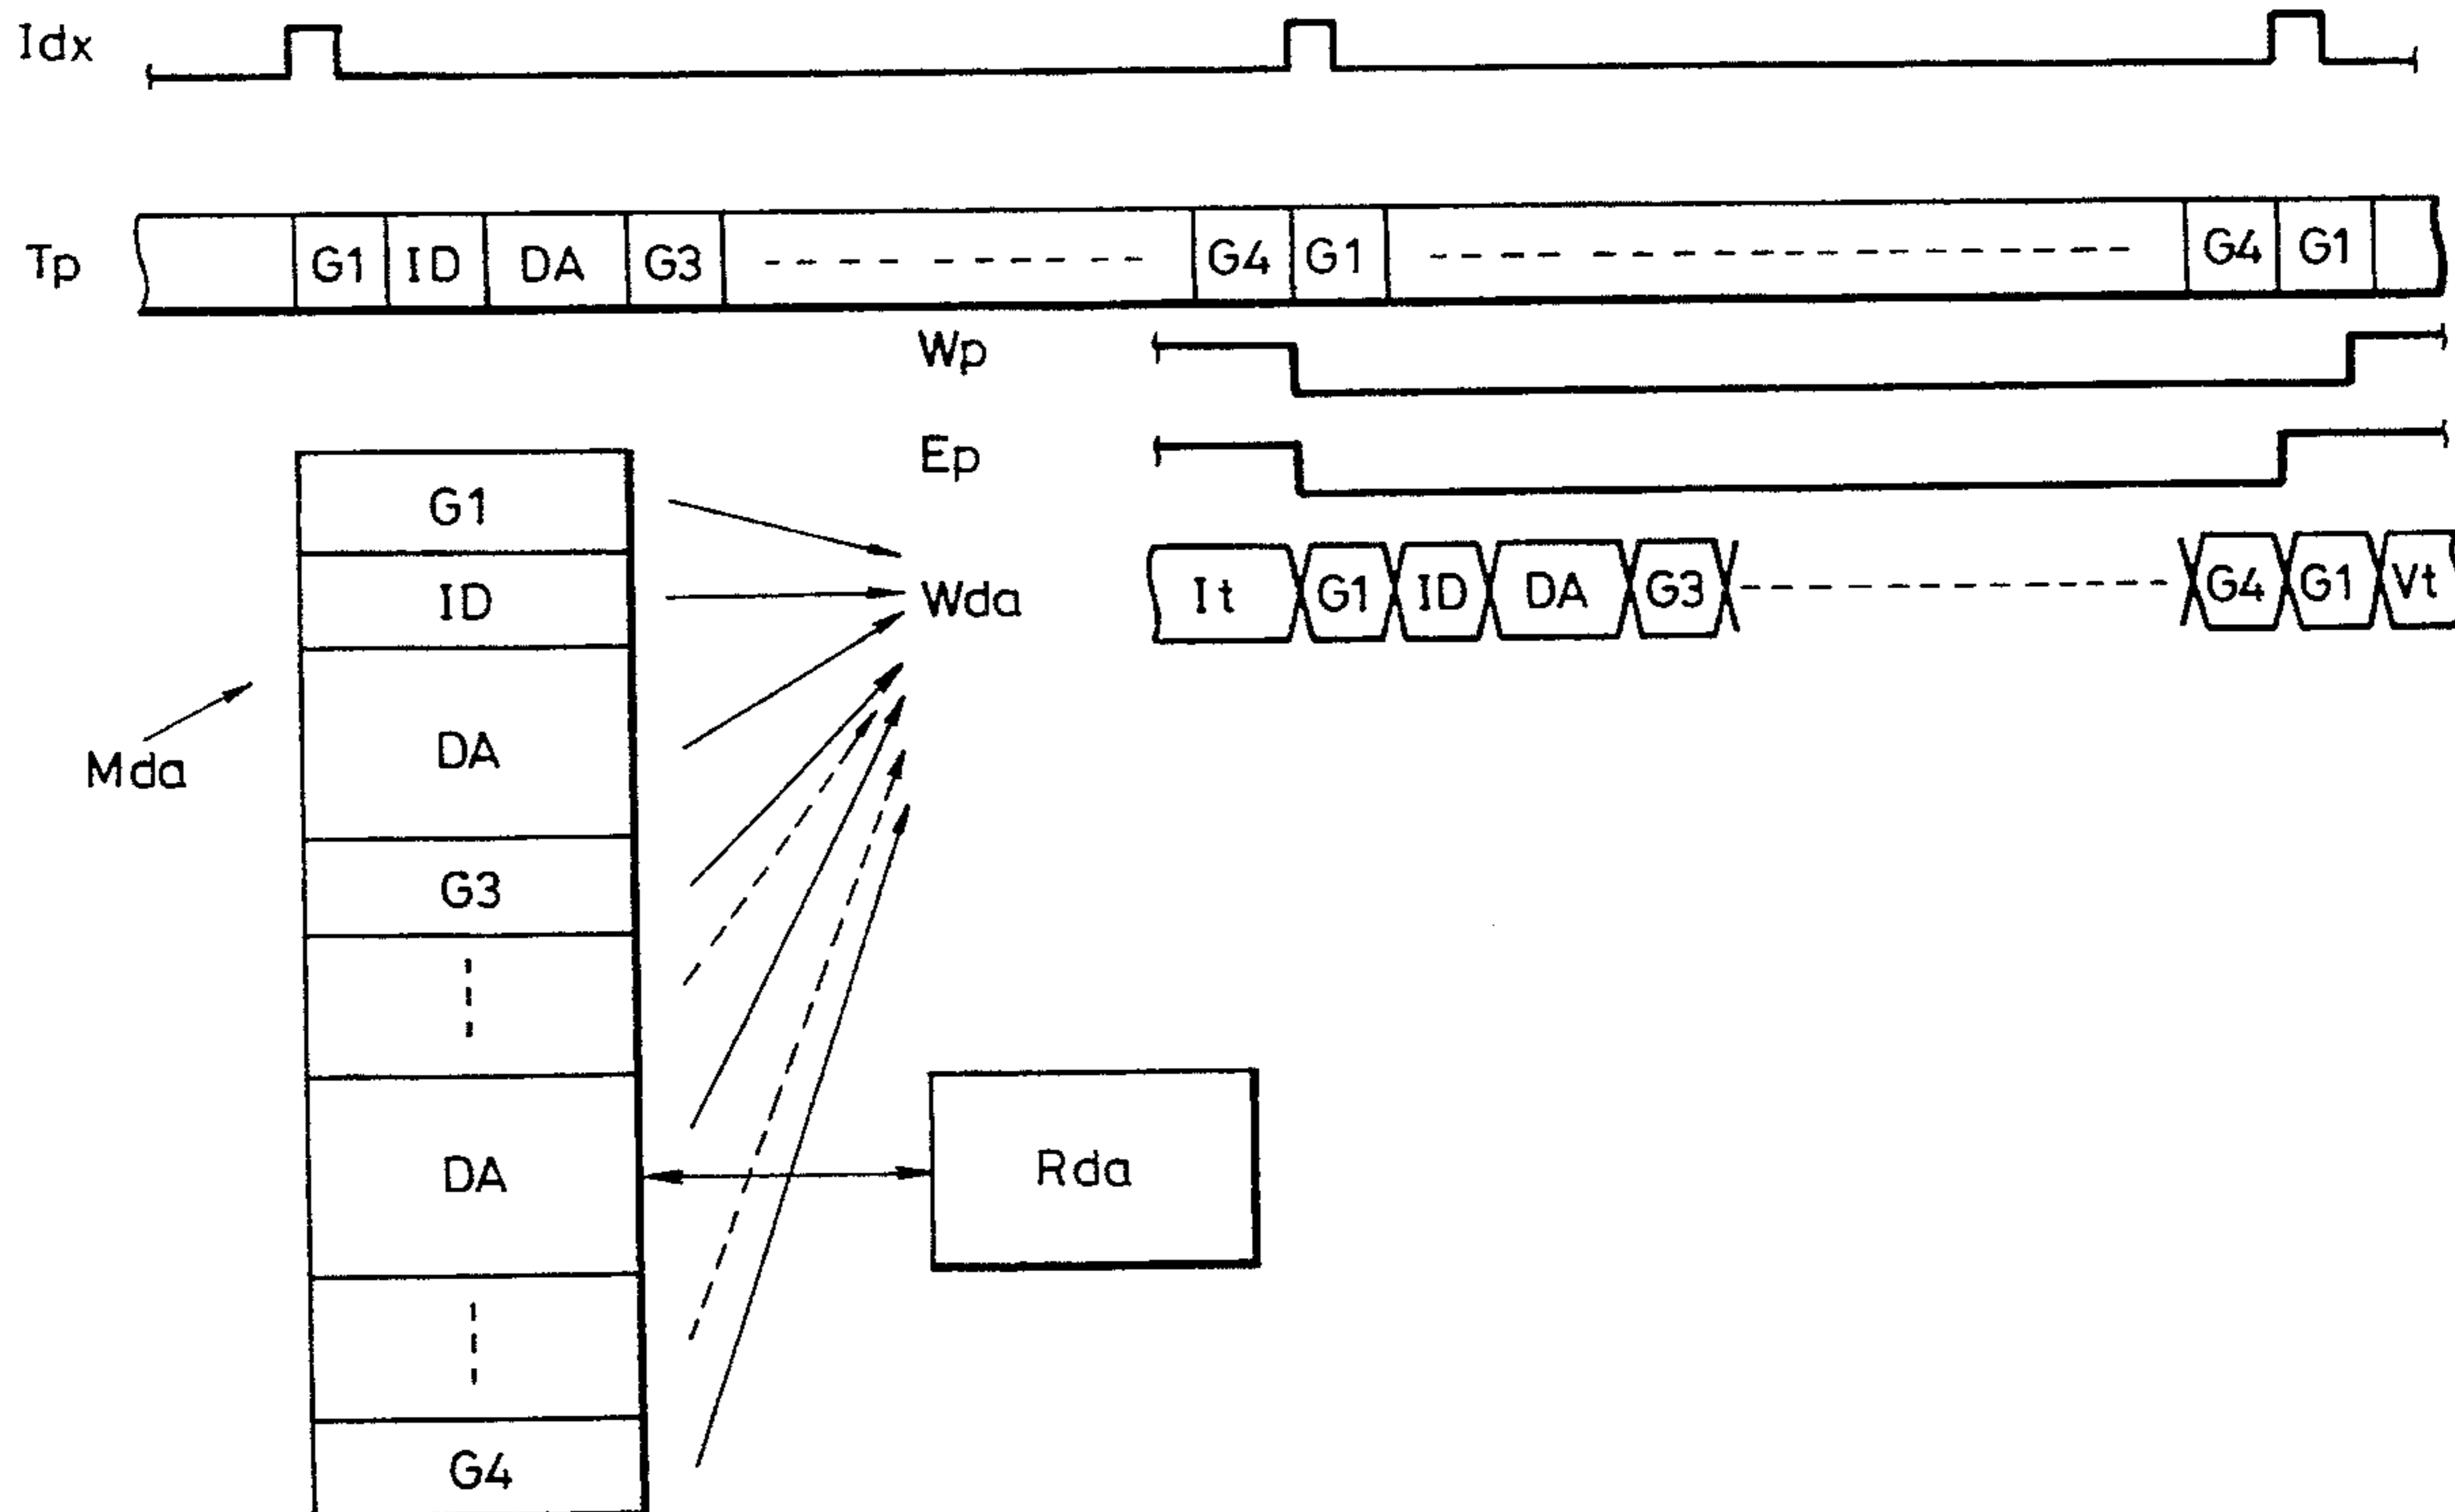 Idx
Tp G1 ID DA G3 G4 G1 G4 G1
Wp
Ep
Wda It G1 ID DA G3 G4 G1 Vt
Mda
G1
ID
DA
G3
DA
G4
Rda